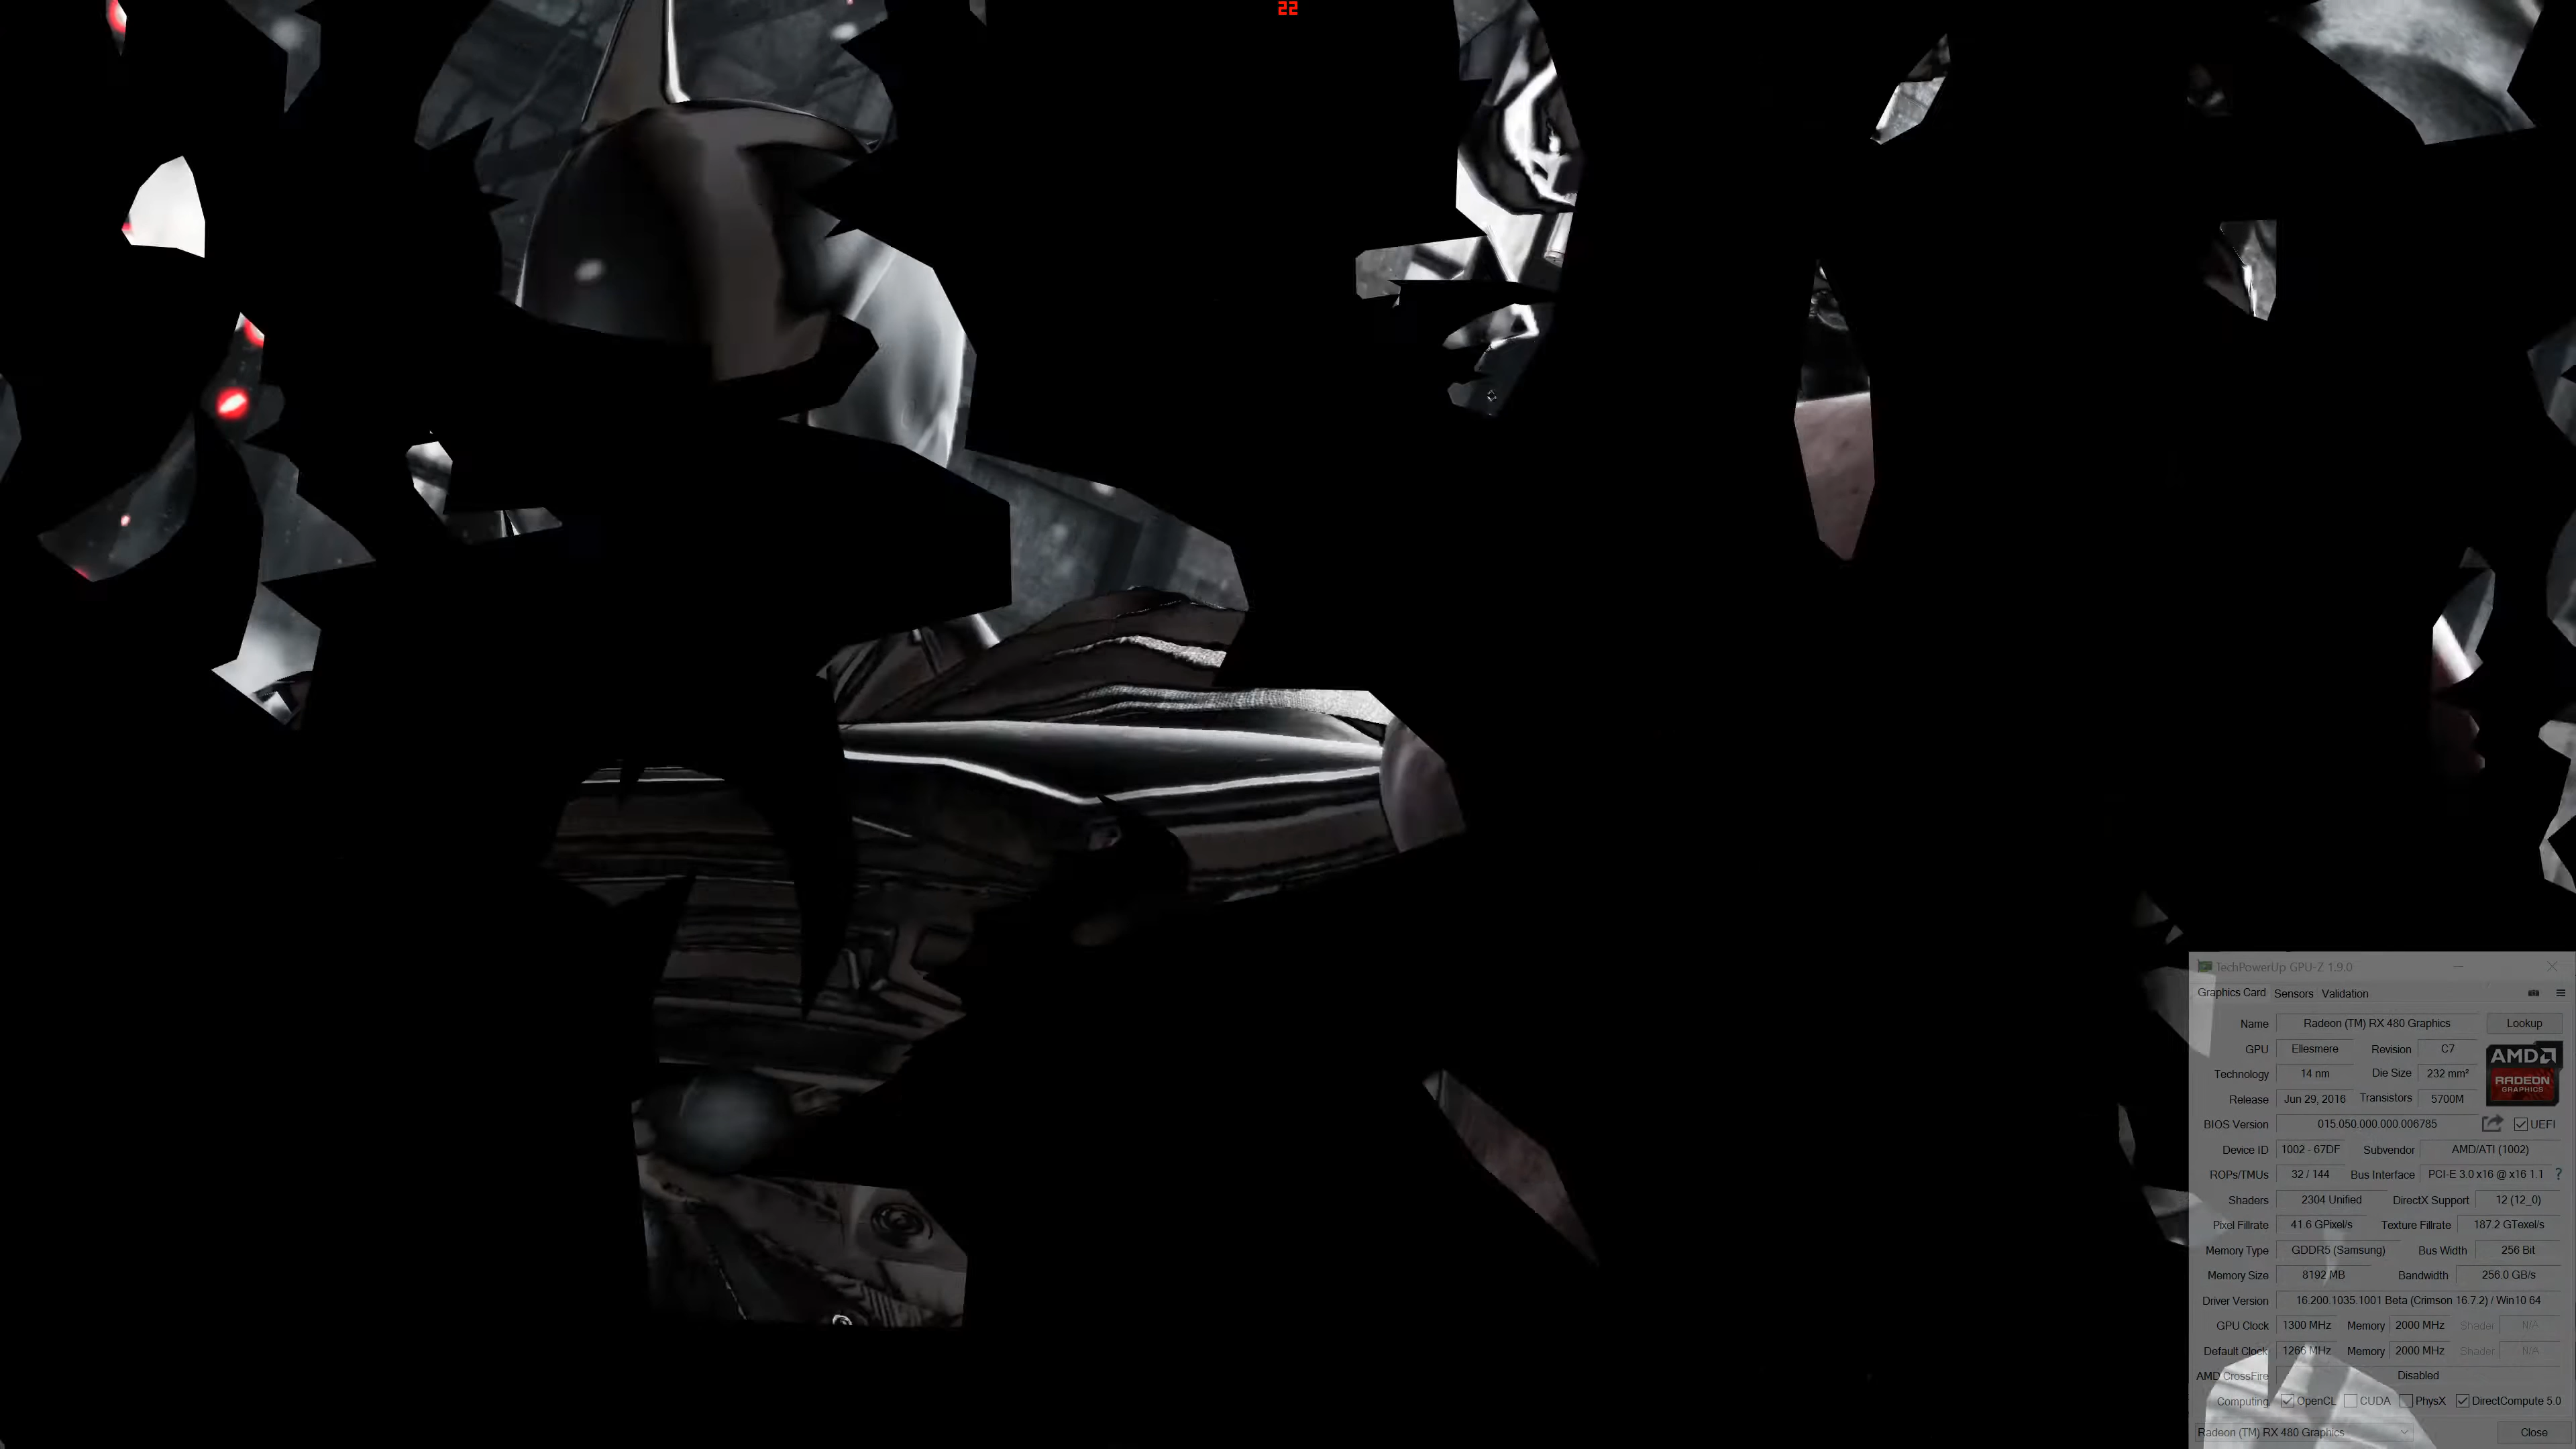 22
TechPowerUp GPU-Z 1.9.0
Graphics Card Sensors Validation
Name Radeon (TM) RX 480 Graphics Lookup
GPU Ellesmere Revision C7
AMD
RADEON
GRAPHICS
Technology 14 nm Die Size 232 mm²
Release Jun 29, 2016 Transistors 5700M
BIOS Version 015.050.000.000.006785 UEFI
Device ID 1002 - 67DF Subvendor AMD/ATI (1002)
ROPs/TMUs 32 / 144 Bus Interface PCI-E 3.0 x16 @ x16 1.1 ?
Shaders 2304 Unified DirectX Support 12 (12_0)
Pixel Fillrate 41.6 GPixel/s Texture Fillrate 187.2 GTexel/s
Memory Type GDDR5 (Samsung) Bus Width 256 Bit
Memory Size 8192 MB Bandwidth 256.0 GB/s
Driver Version 16.200.1035.1001 Beta (Crimson 16.7.2) / Win10 64
GPU Clock 1300 MHz Memory 2000 MHz Shader N/A
Default Clock 1266 MHz Memory 2000 MHz Shader N/A
AMD CrossFire Disabled
Computing OpenCL CUDA PhysX DirectCompute 5.0
Radeon (TM) RX 480 Graphics Close